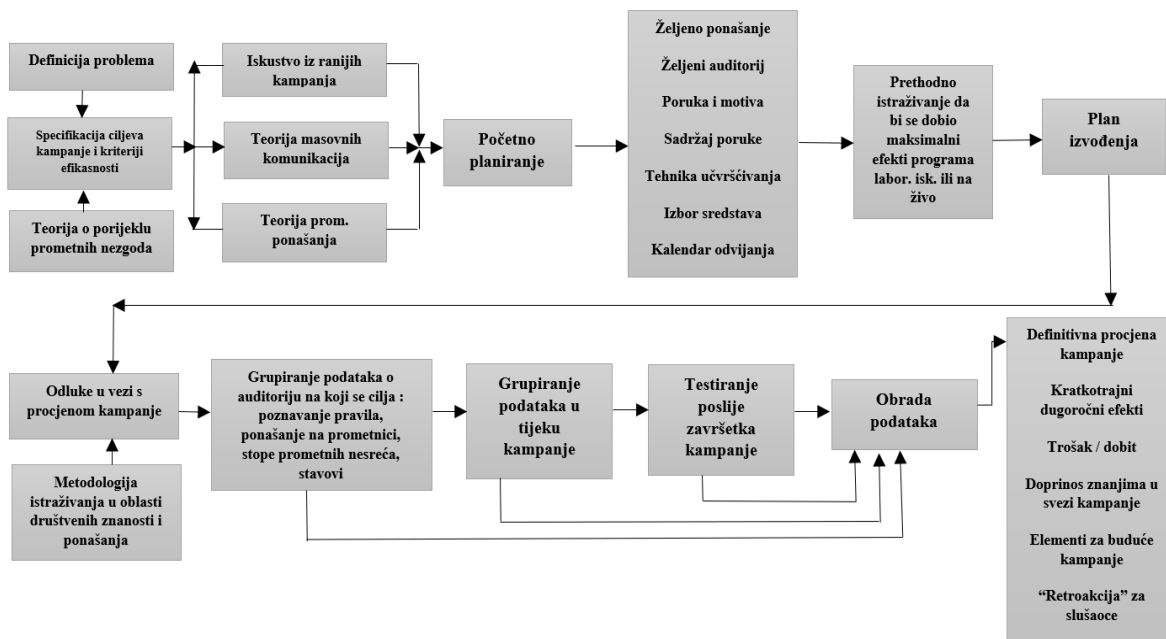 Definicija problema
Specifikacija ciljeva
kampanje i kriteriji
efikasnosti
Teorija o porijeklu
prometnih nezgoda
Iskustvo iz ranijih
kampanja
Teorija masovnih
komunikacija
Teorija prom.
ponašanja
Početno
planiranje
Željeno ponašanje
Željeni auditorij
Poruka i motiva
Sadržaj poruke
Tehnika učvršćivanja
Izbor sredstava
Kalendar odvijanja
Prethodno
istraživanje da
bi se dobio
maksimalni
efekti programa
labor. isk. ili na
živo
Plan
izvođenja
Odluke u vezi s
procjenom kampanje
Metodologija
istraživanja u oblasti
društvenih znanosti i
ponašanja
Grupiranje podataka o
auditoriju na koji se cilja :
poznavanje pravila,
ponašanje na prometnici,
stope prometnih nesreća,
stavovi
Grupiranje
podataka u
tijeku
kampanje
Testiranje
poslije
završetka
kampanje
Obrada
podataka
Definitivna procjena
kampanje
Kratkotrajni
dugoročni efekti
Trošak / dobit
Doprinos znanjima u
svezi kampanje
Elementi za buduće
kampanje
“Retroakcija” za
slušaoce